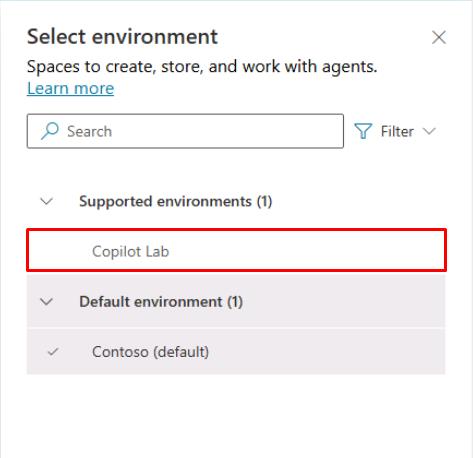 Select environment
Spaces to create, store, and work with agents.
Learn more
Search
Filter
Supported environments (1)
Copilot Lab
Default environment (1)
Contoso (default)